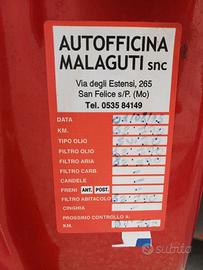 AUTOFFICINA
MALAGUTI snc
Via degli Estensi, 265
San Felice s/P. (Mo)
Tel. 0535 84149
DATA
KM.
TIPO OLIO
FILTRO OLIO
FILTRO ARIA
FILTRO CARB.
CANDELE
FRENI ANT. POST.
FILTRO ABITACOLO
CINGHIA
PROSSIMO CONTROLLO A:
KM.
subito